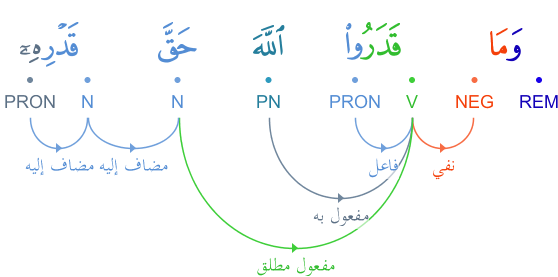 وَمَا قَدَرُوا۟ ٱللَّهَ حَقَّ قَدْرِهِۦٓ
REM NEG V PRON PN N N PRON
نفي فاعل مضاف إليه مضاف إليه
مفعول به
مفعول مطلق